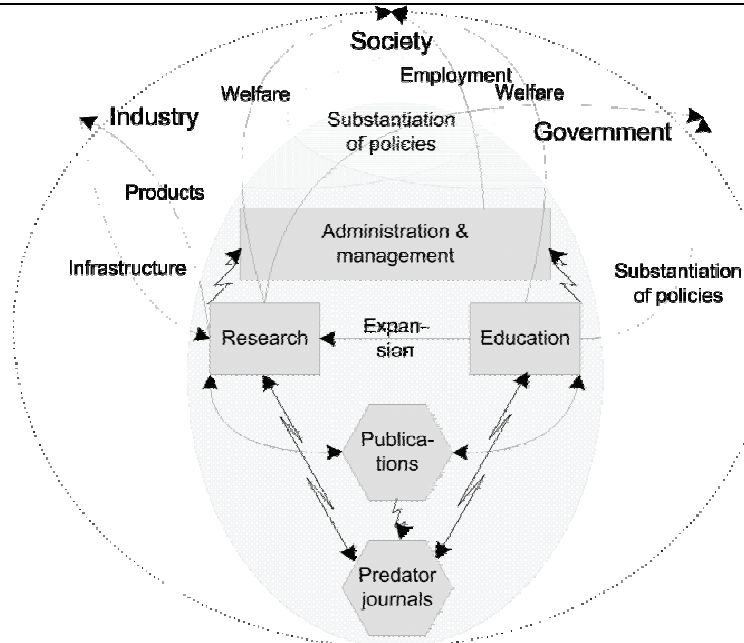 Society
Employment
Welfare
Welfare
Industry
Substantiation
of policies
Government
Products
Administration &
management
Infrastructure
Substantiation
of policies
Research
Expan-
sion
Education
Publica-
tions
Predator
journals